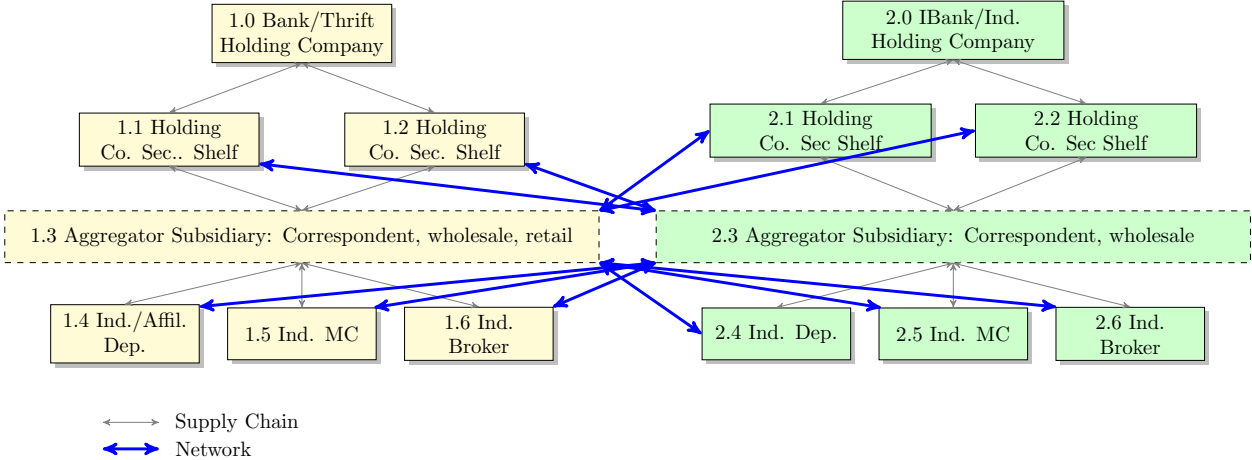 1.0 Bank/Thrift
Holding Company
2.0 IBank/Ind.
Holding Company
1.1 Holding
Co. Sec.. Shelf
1.2 Holding
Co. Sec. Shelf
2.1 Holding
Co. Sec Shelf
2.2 Holding
Co. Sec Shelf
1.3 Aggregator Subsidiary: Correspondent, wholesale, retail
2.3 Aggregator Subsidiary: Correspondent, wholesale
1.4 Ind./Affil.
Dep.
1.5 Ind. MC
1.6 Ind.
Broker
2.4 Ind. Dep.
2.5 Ind. MC
2.6 Ind.
Broker
Supply Chain
Network